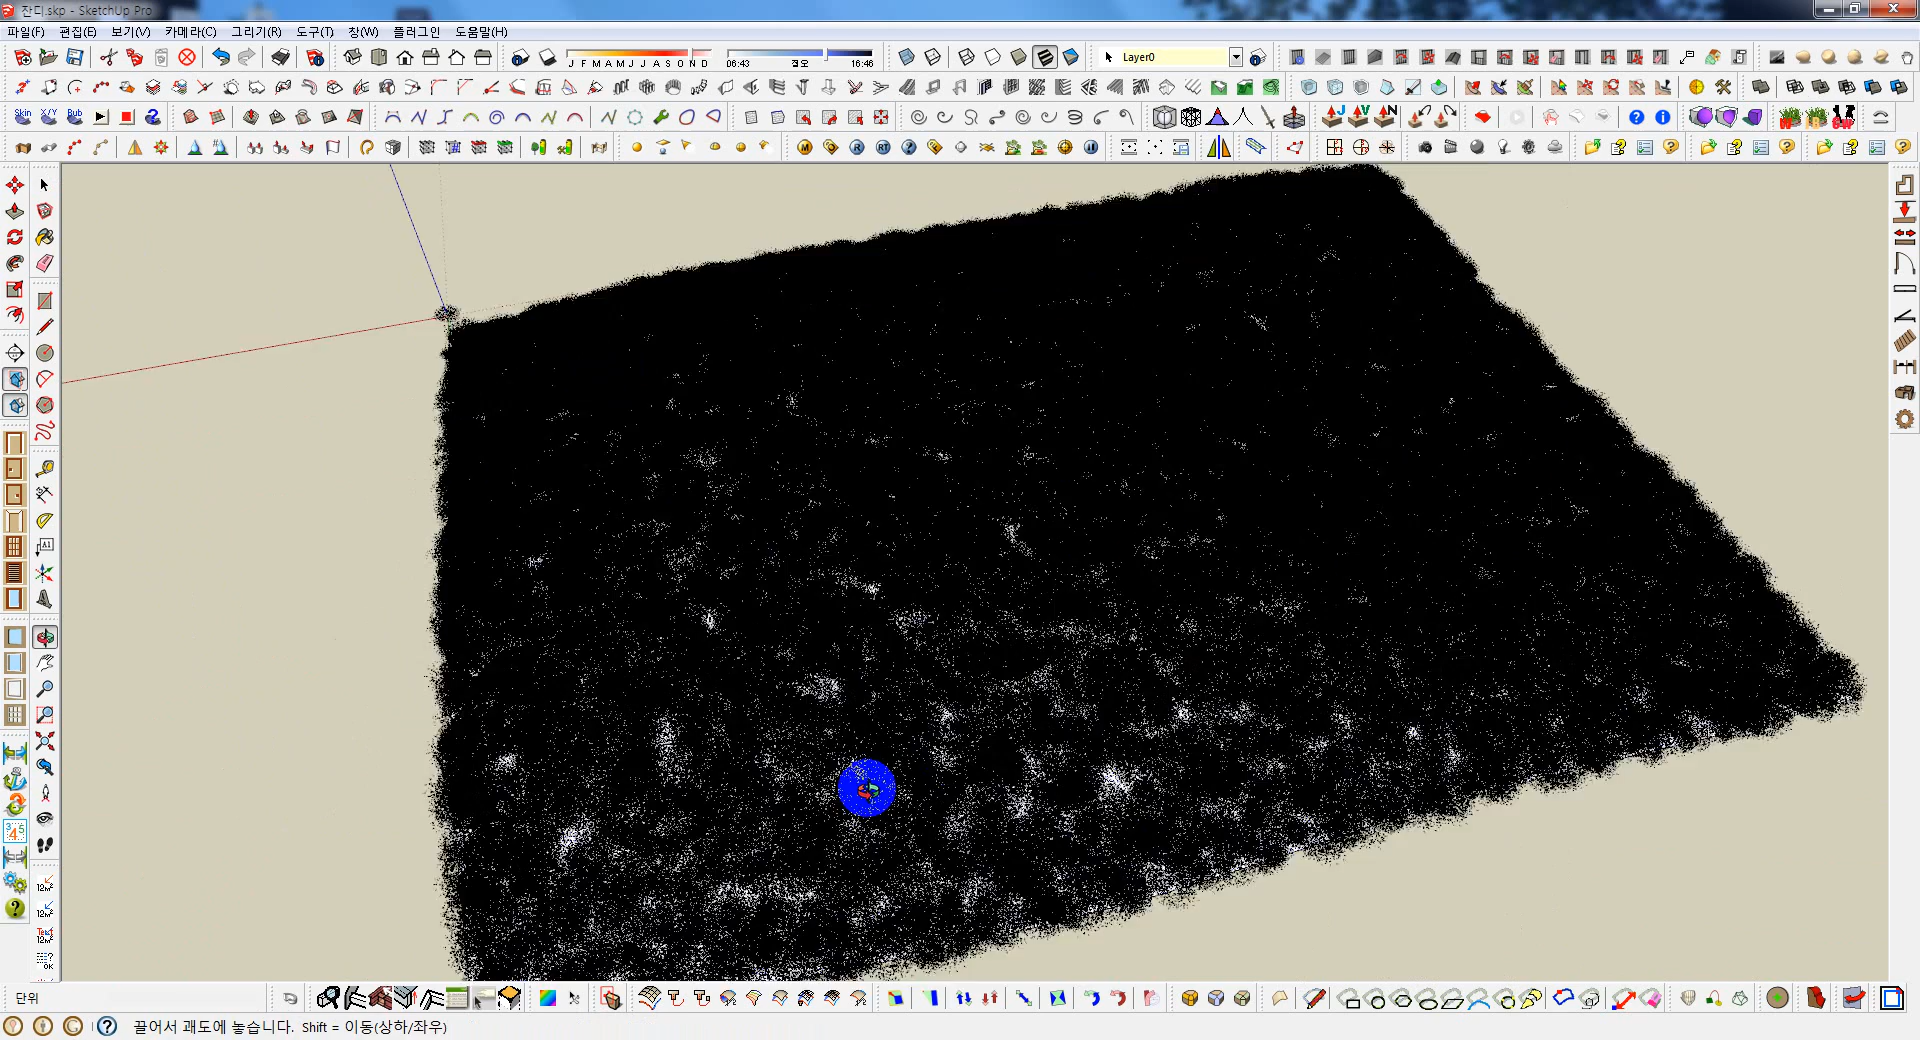 잔디.skp - SketchUp Pro
파일(F) 편집(E) 보기(V) 카메라(C) 그리기(R) 도구(T) 창(W) 플러그인 도움말(H)
J F M A M J J A S O N D
06:43 정오 16:46
Layer0
Skin X/Y Bub
단위
끌어서 궤도에 놓습니다. Shift = 이동(상하/좌우)